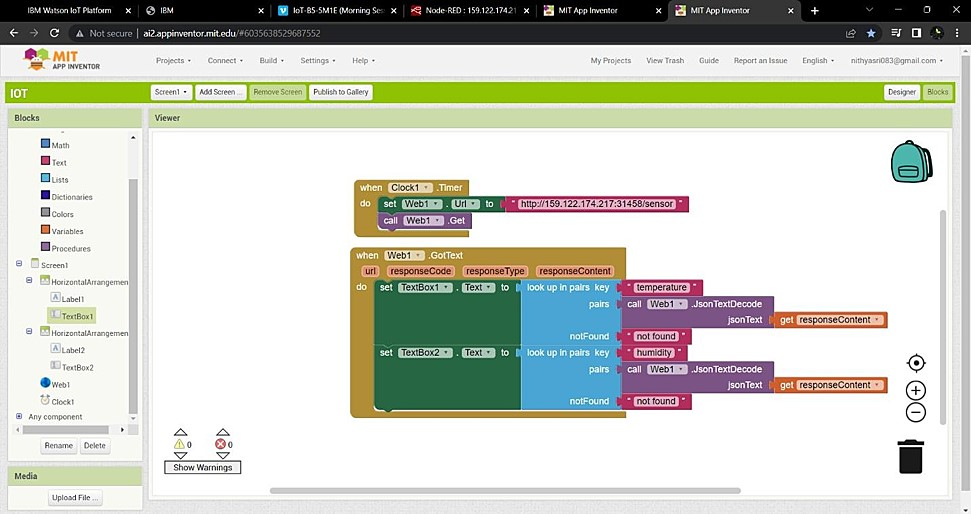 IBM Watson IoT Platform
IBM
IoT-B5-5M1E (Morning Ses
Node-RED : 159.122.174.21
MIT App Inventor
MIT App Inventor
Not secure | ai2.appinventor.mit.edu/#6035638529687552
MIT
APP INVENTOR
Projects
Connect
Build
Settings
Help
My Projects
View Trash
Guide
Report an Issue
English
nithyasri083@gmail.com
IOT
Screen1
Add Screen ...
Remove Screen
Publish to Gallery
Designer
Blocks
Blocks
Viewer
Math
Text
Lists
Dictionaries
Colors
Variables
Procedures
Screen1
HorizontalArrangemen
Label1
TextBox1
HorizontalArrangemen
Label2
TextBox2
Web1
Clock1
Any component
Rename
Delete
Media
Upload File ...
when Clock1 .Timer
do set Web1 . Url to " http://159.122.174.217:31458/sensor "
call Web1 .Get
when Web1 .GotText
url responseCode responseType responseContent
do set TextBox1 . Text to look up in pairs key " temperature "
pairs call Web1 .JsonTextDecode
jsonText get responseContent
notFound " not found "
set TextBox2 . Text to look up in pairs key " humidity "
pairs call Web1 .JsonTextDecode
jsonText get responseContent
notFound " not found "
0 0
Show Warnings